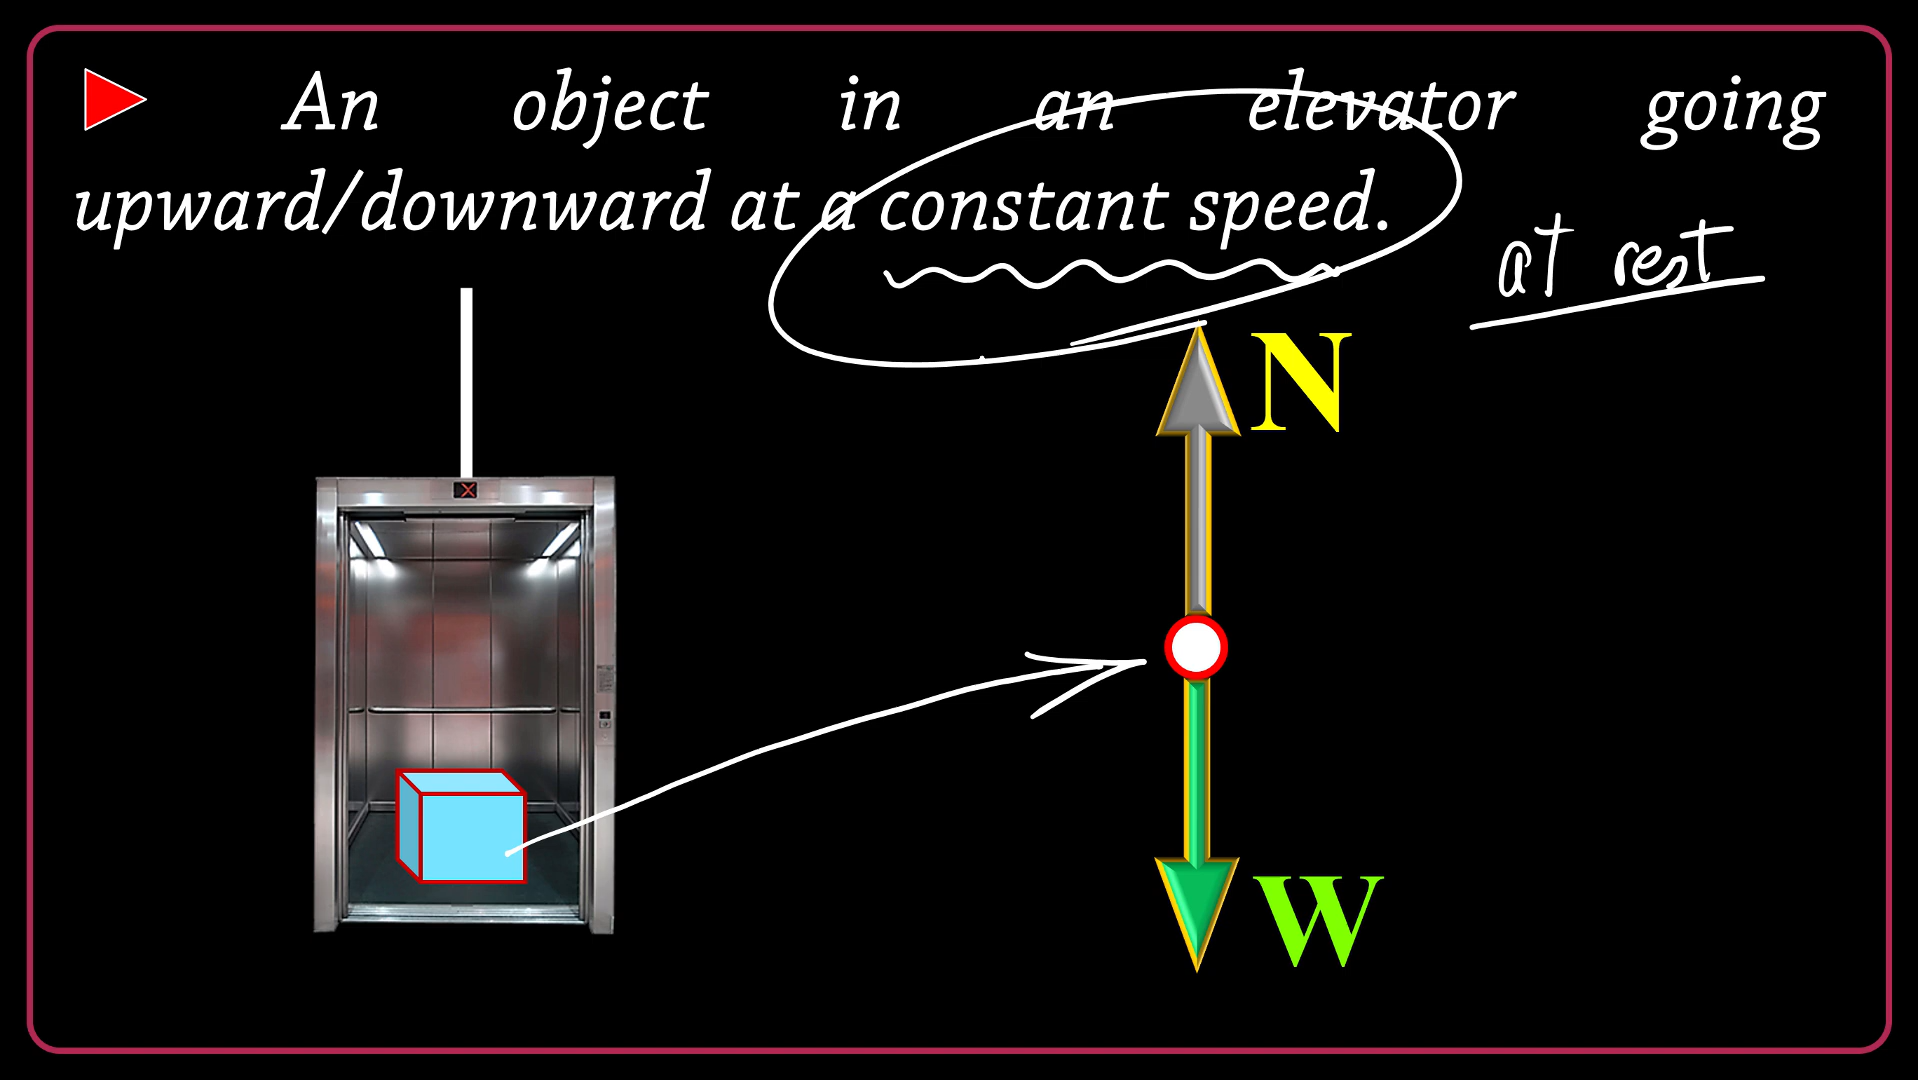 An object in an elevator going
upward/downward at a constant speed.
at rest
N
W